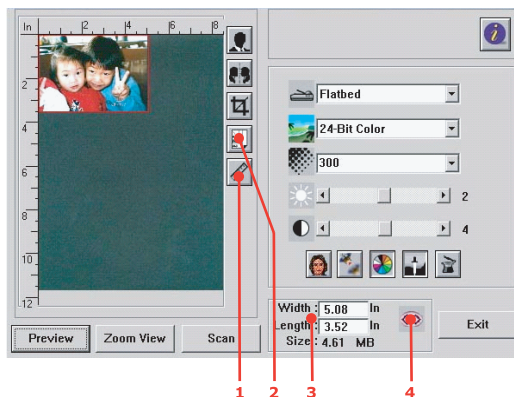 In 2 4 6 8
2
4
6
8
10
12
i
Flatbed
24-Bit Color
300
2
4
Width : 5.08 In
Length : 3.52 In
Size : 4.61 MB
Preview Zoom View Scan Exit
1 2 3 4